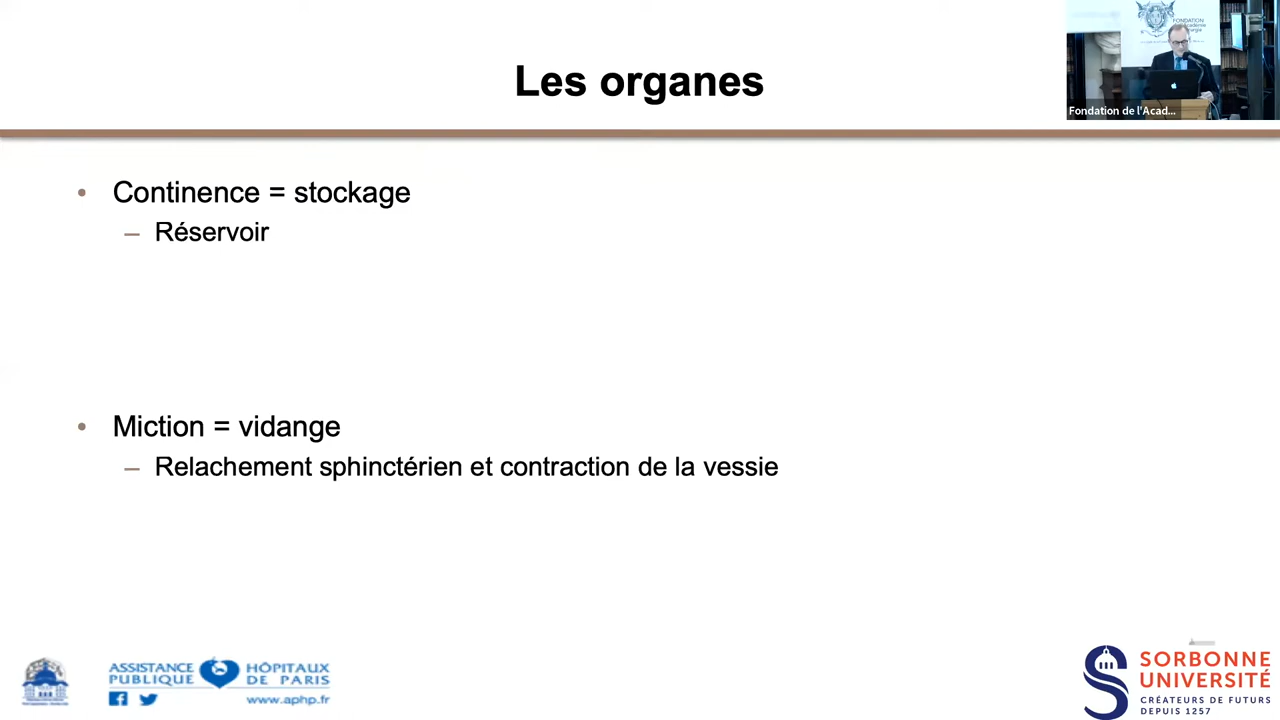 Les organes
FONDATION
Fondation de l'Acad...
• Continence = stockage
– Réservoir
• Miction = vidange
– Relachement sphinctérien et contraction de la vessie
ASSISTANCE PUBLIQUE
HÔPITAUX DE PARIS
www.aphp.fr
SORBONNE
UNIVERSITÉ
CRÉATEURS DE FUTURS
DEPUIS 1257